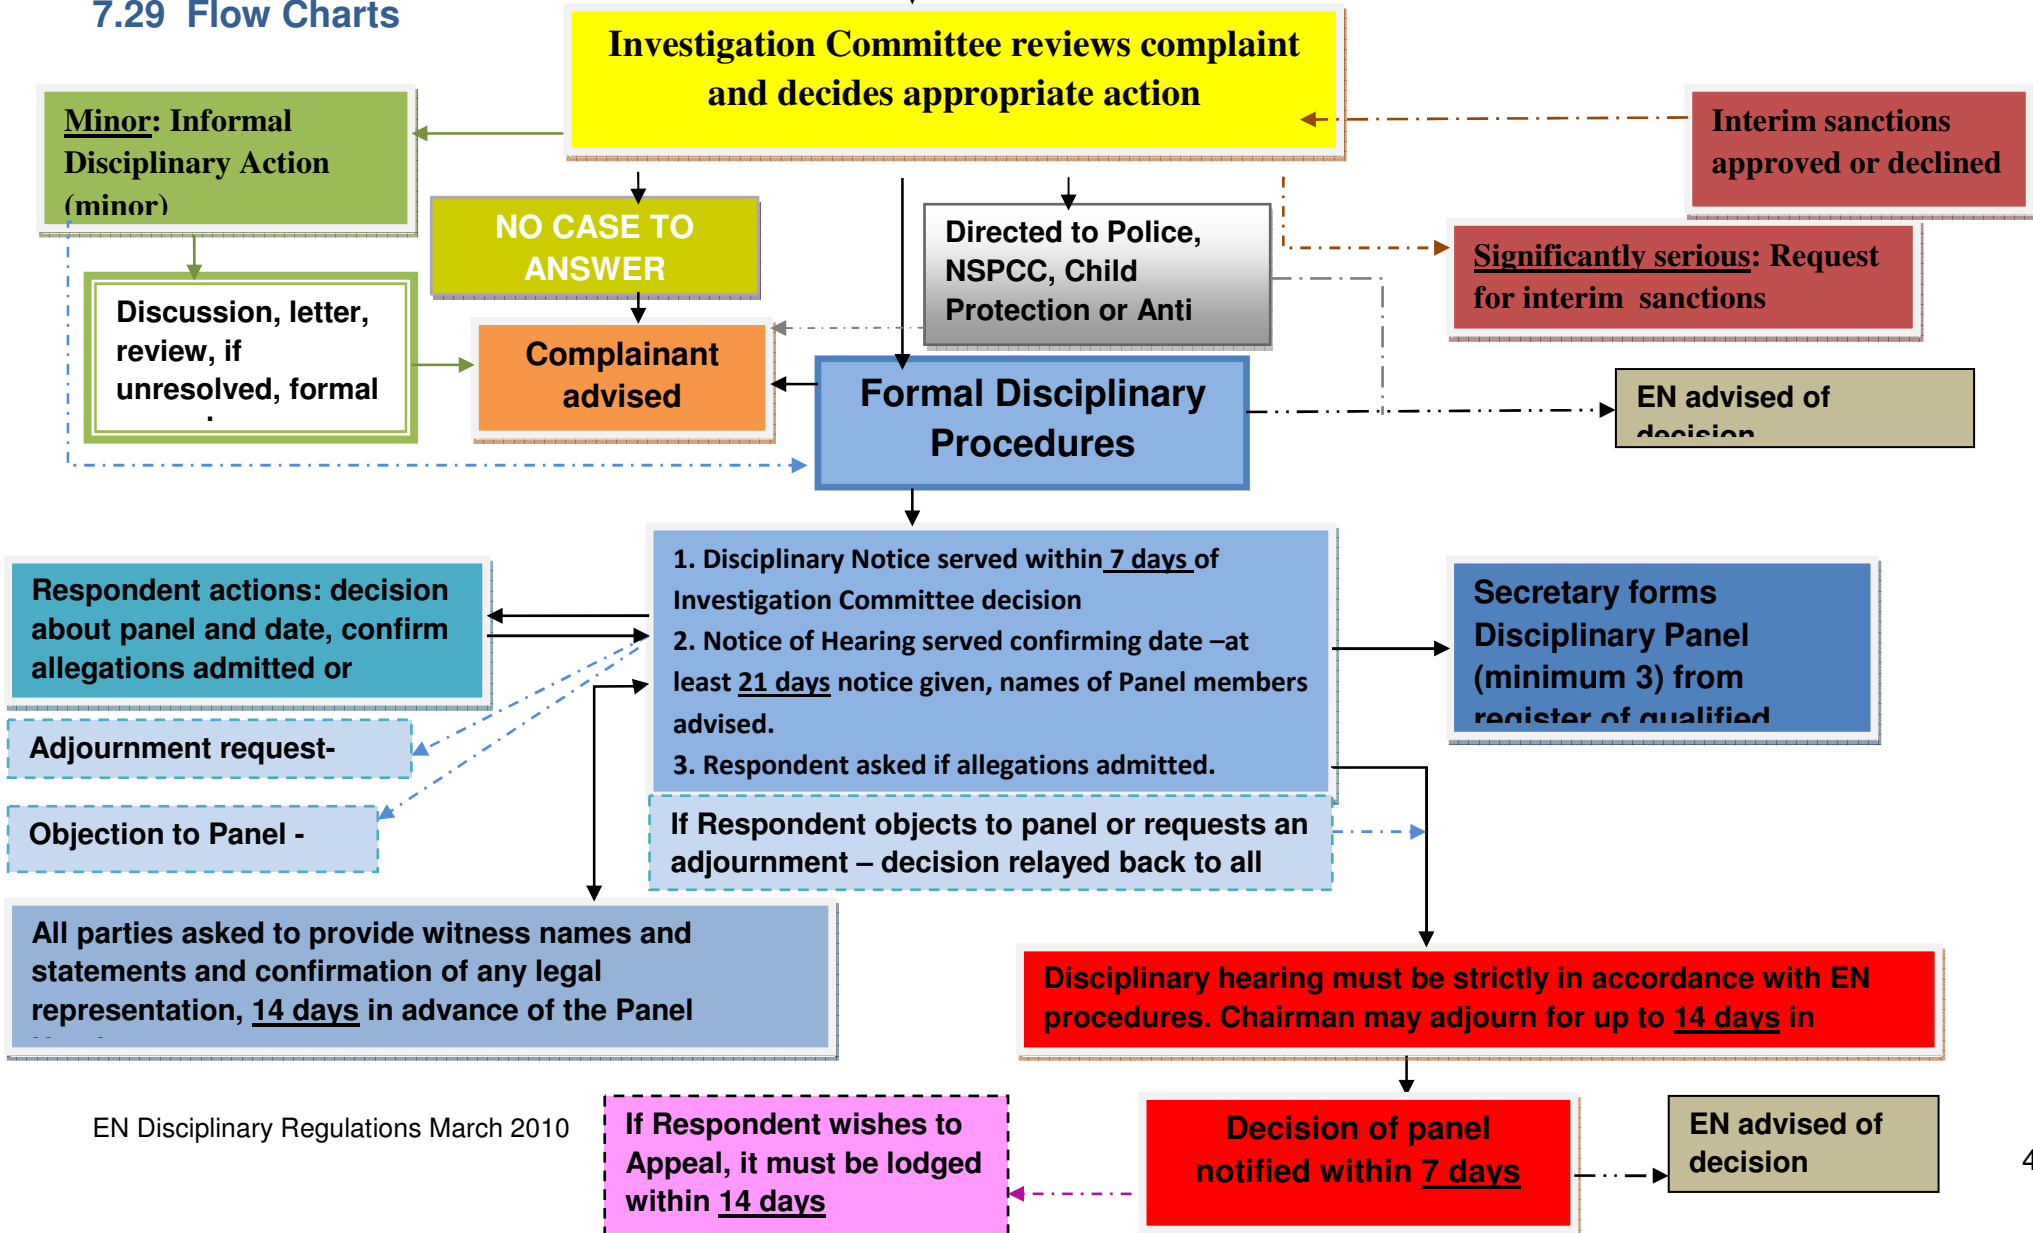 7.29 Flow Charts
Investigation Committee reviews complaint
and decides appropriate action
Minor: Informal
Disciplinary Action
(minor)
Interim sanctions
approved or declined
NO CASE TO
ANSWER
Directed to Police,
NSPCC, Child
Protection or Anti
Significantly serious: Request
for interim sanctions
Discussion, letter,
review, if
unresolved, formal
Complainant
advised
Formal Disciplinary
Procedures
EN advised of
decision
1. Disciplinary Notice served within 7 days of
Investigation Committee decision
2. Notice of Hearing served confirming date –at
least 21 days notice given, names of Panel members
advised.
3. Respondent asked if allegations admitted.
Respondent actions: decision
about panel and date, confirm
allegations admitted or
Secretary forms
Disciplinary Panel
(minimum 3) from
register of qualified
Adjournment request-
Objection to Panel -
If Respondent objects to panel or requests an
adjournment – decision relayed back to all
All parties asked to provide witness names and
statements and confirmation of any legal
representation, 14 days in advance of the Panel
Disciplinary hearing must be strictly in accordance with EN
procedures. Chairman may adjourn for up to 14 days in
If Respondent wishes to
Appeal, it must be lodged
within 14 days
Decision of panel
notified within 7 days
EN advised of
decision
EN Disciplinary Regulations March 2010
4